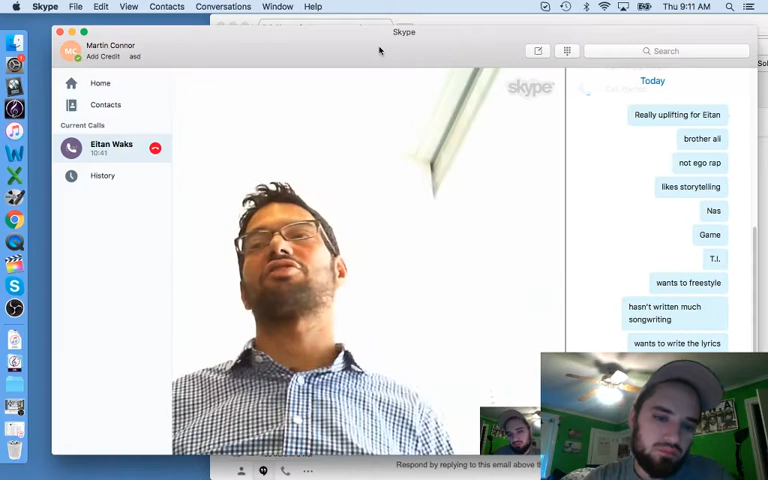 Skype File Edit View Contacts Conversations Window Help
Thu 9:11 AM
Skype
MC
Martin Connor
Add Credit asd
Search
Home
Contacts
Current Calls
Eitan Waks
10:41
History
skype
Today
Really uplifting for Eitan
brother ali
not ego rap
likes storytelling
Nas
Game
T.I.
wants to freestyle
hasn't written much
songwriting
wants to write the lyrics
Respond by replying to this email above th